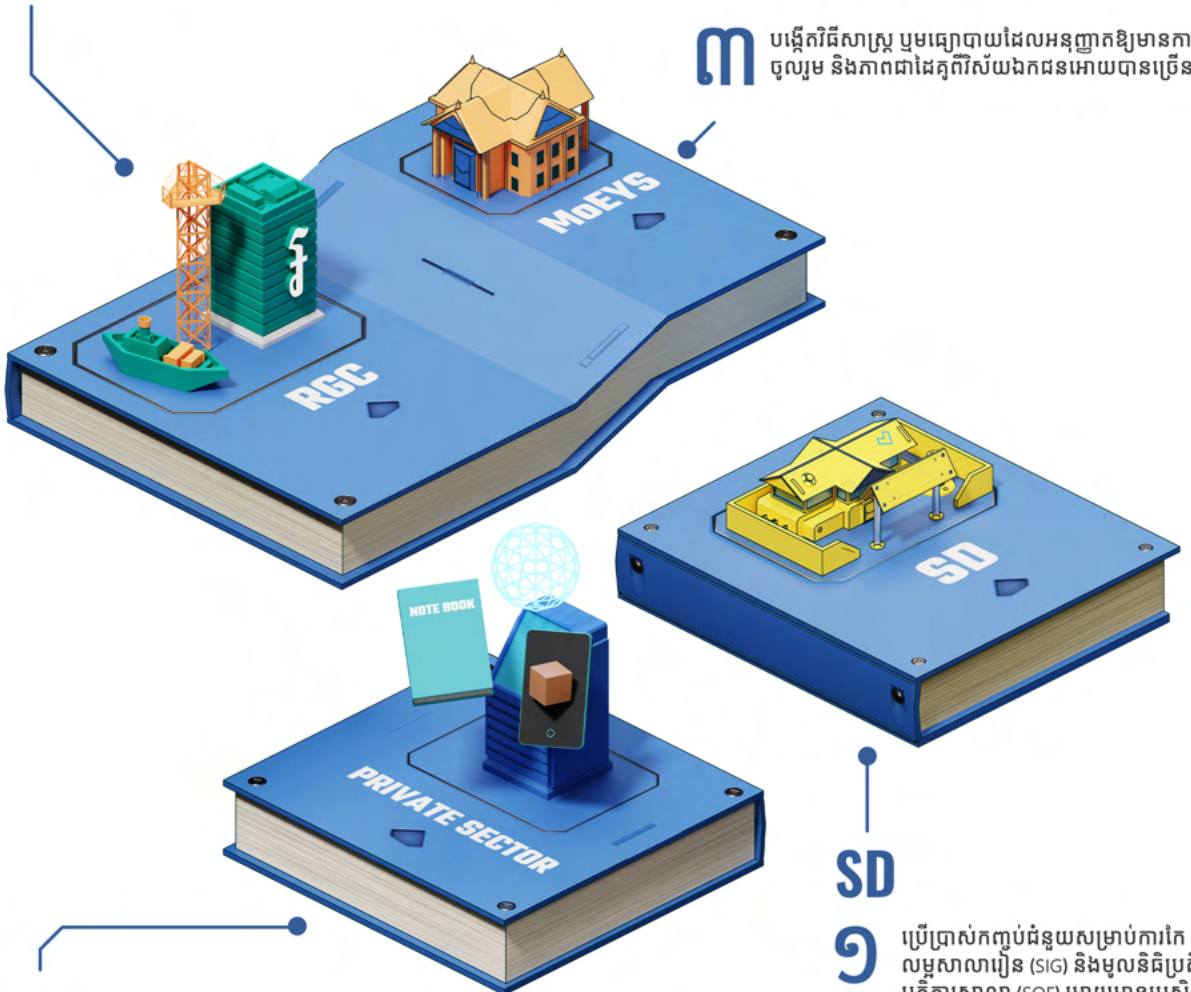 ៣
បង្កើតវិធីសាស្ត្រ ឬមធ្យោបាយដែលអនុញ្ញាតឱ្យមានកា
ចូលរួម និងភាពជាដៃគូពីវិស័យឯកជនអោយបានច្រើន
MoEYS
RGC
SD
NOTE BOOK
PRIVATE SECTOR
SD
១
ប្រើប្រាស់កញ្ចប់ជំនួយសម្រាប់ការកែ
លម្អសាលារៀន (SIG) និងមូលនិធិប្រតិ